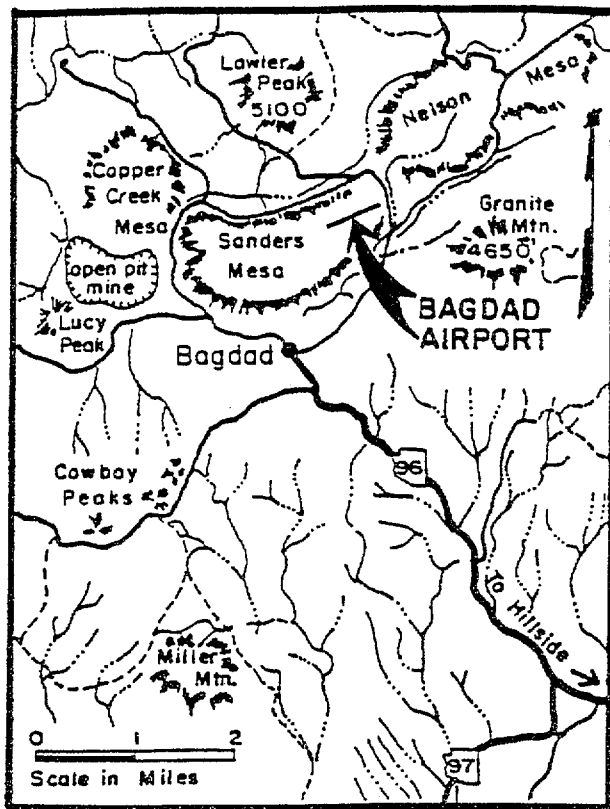 Lawler
Peak
5100
Nelson
Mesa
Copper
Creek
Mesa
Granite
Mtn.
4650'
Sanders
Mesa
open pit
mine
Lucy
Peak
BAGDAD
AIRPORT
Bagdad
96
Cowboy
Peaks
To Hillside
Miller
Mtn.
0 1 2
Scale in Miles
97